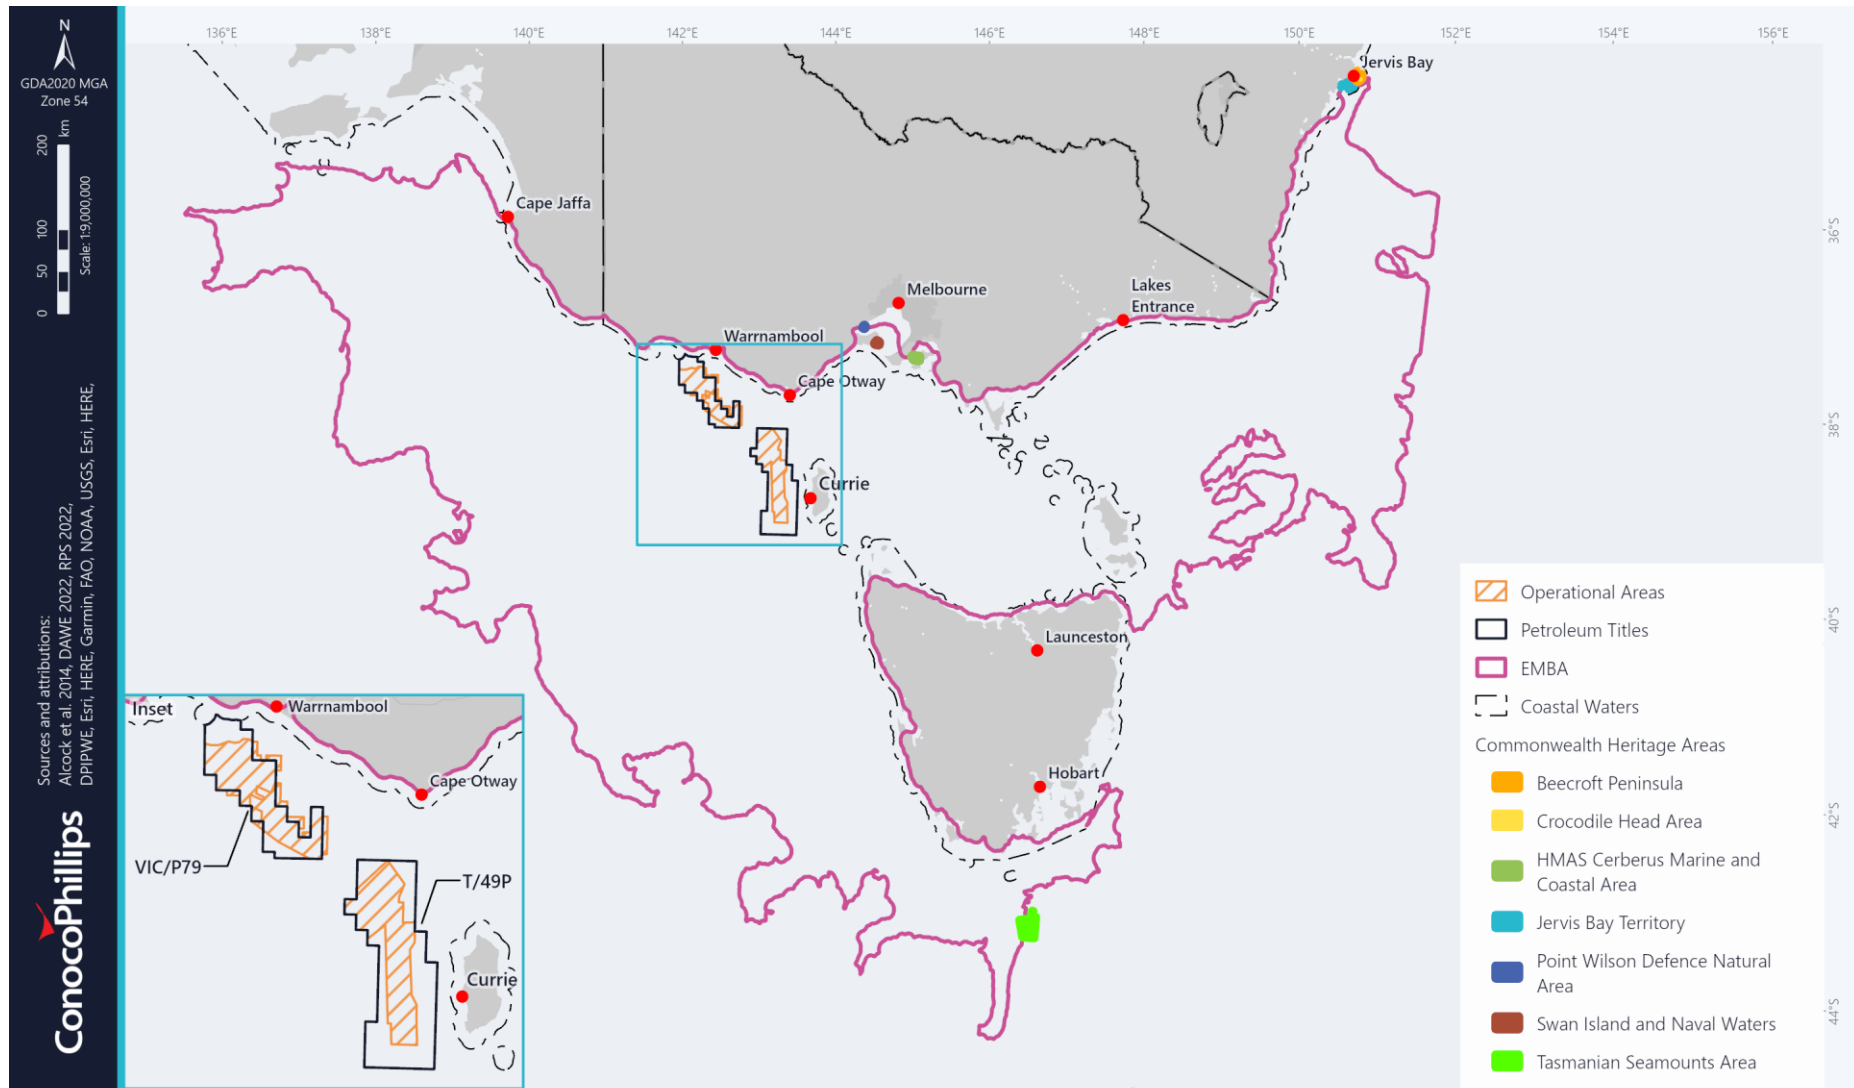 N
GDA2020 MGA
Zone 54
0 50 100 200
km
Scale: 1:9,000,000
Sources and attributions:
Alcock et al. 2014, DAWE 2022, RPS 2022,
DPIPWE, Esri, HERE, Garmin, FAO, NOAA, USGS, Esri, HERE,
ConocoPhillips
136°E 138°E 140°E 142°E 144°E 146°E 148°E 150°E 152°E 154°E 156°E
36°S
38°S
40°S
42°S
44°S
Jervis Bay
Cape Jaffa
Melbourne
Lakes
Entrance
Warrnambool
Cape Otway
Currie
Launceston
Hobart
Inset
Warrnambool
Cape Otway
VIC/P79
T/49P
Currie
Operational Areas
Petroleum Titles
EMBA
Coastal Waters
Commonwealth Heritage Areas
Beecroft Peninsula
Crocodile Head Area
HMAS Cerberus Marine and
Coastal Area
Jervis Bay Territory
Point Wilson Defence Natural
Area
Swan Island and Naval Waters
Tasmanian Seamounts Area